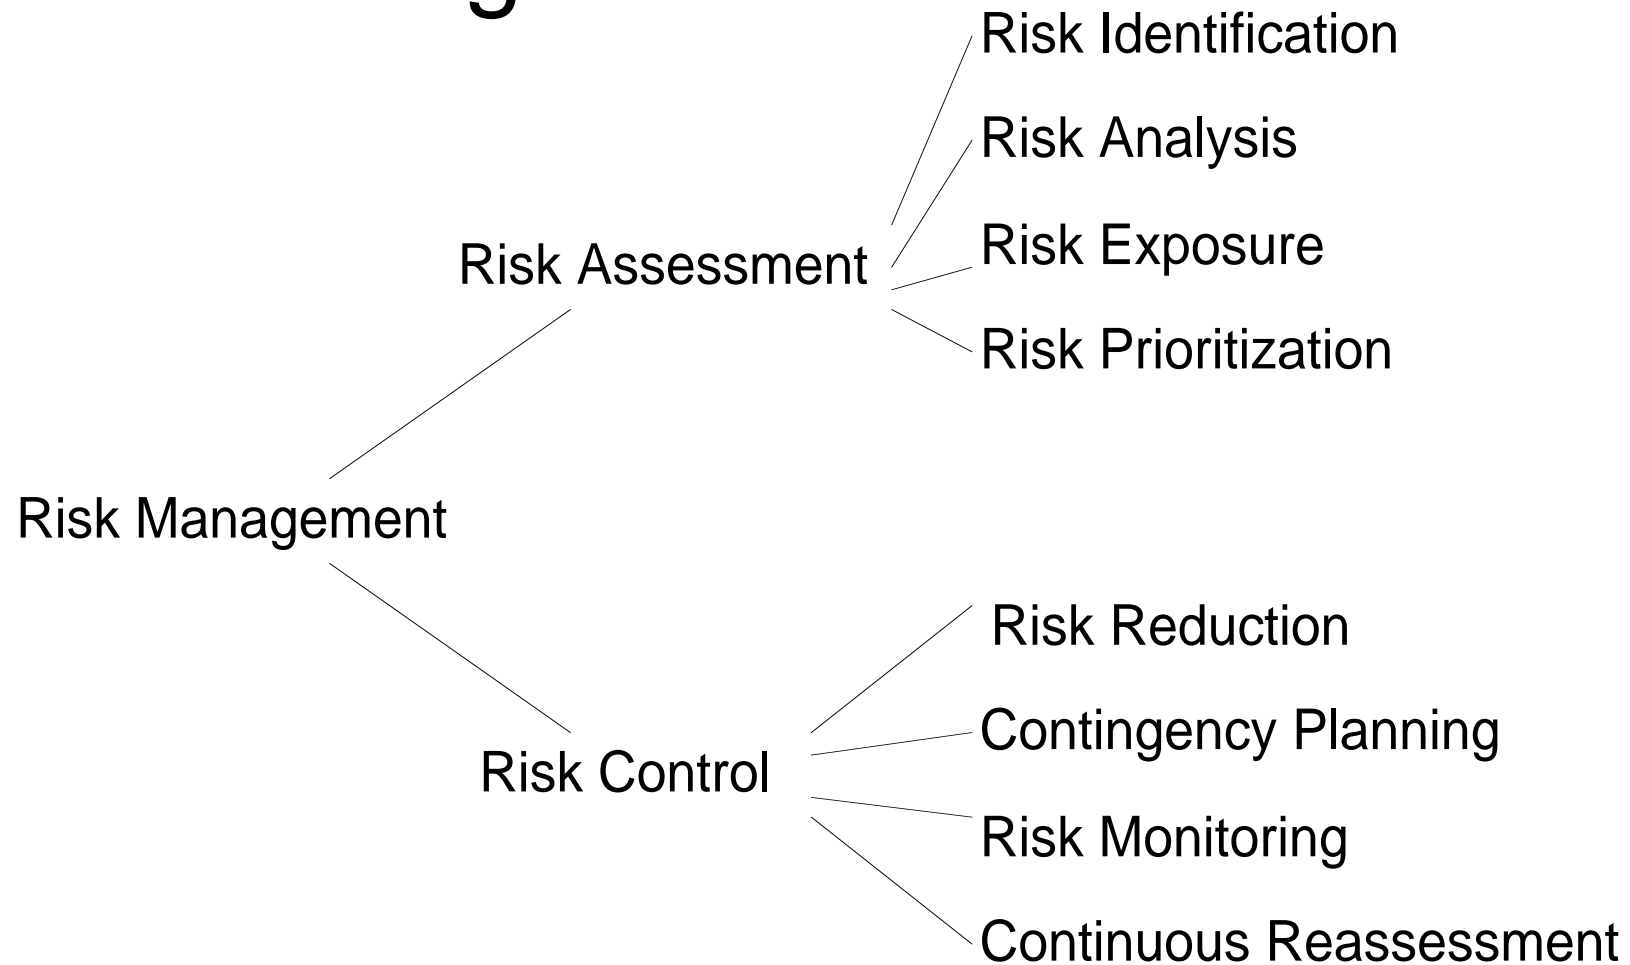 Risk Identification
Risk Analysis
Risk Exposure
Risk Assessment
Risk Prioritization
Risk Management
Risk Reduction
Contingency Planning
Risk Control
Risk Monitoring
Continuous Reassessment